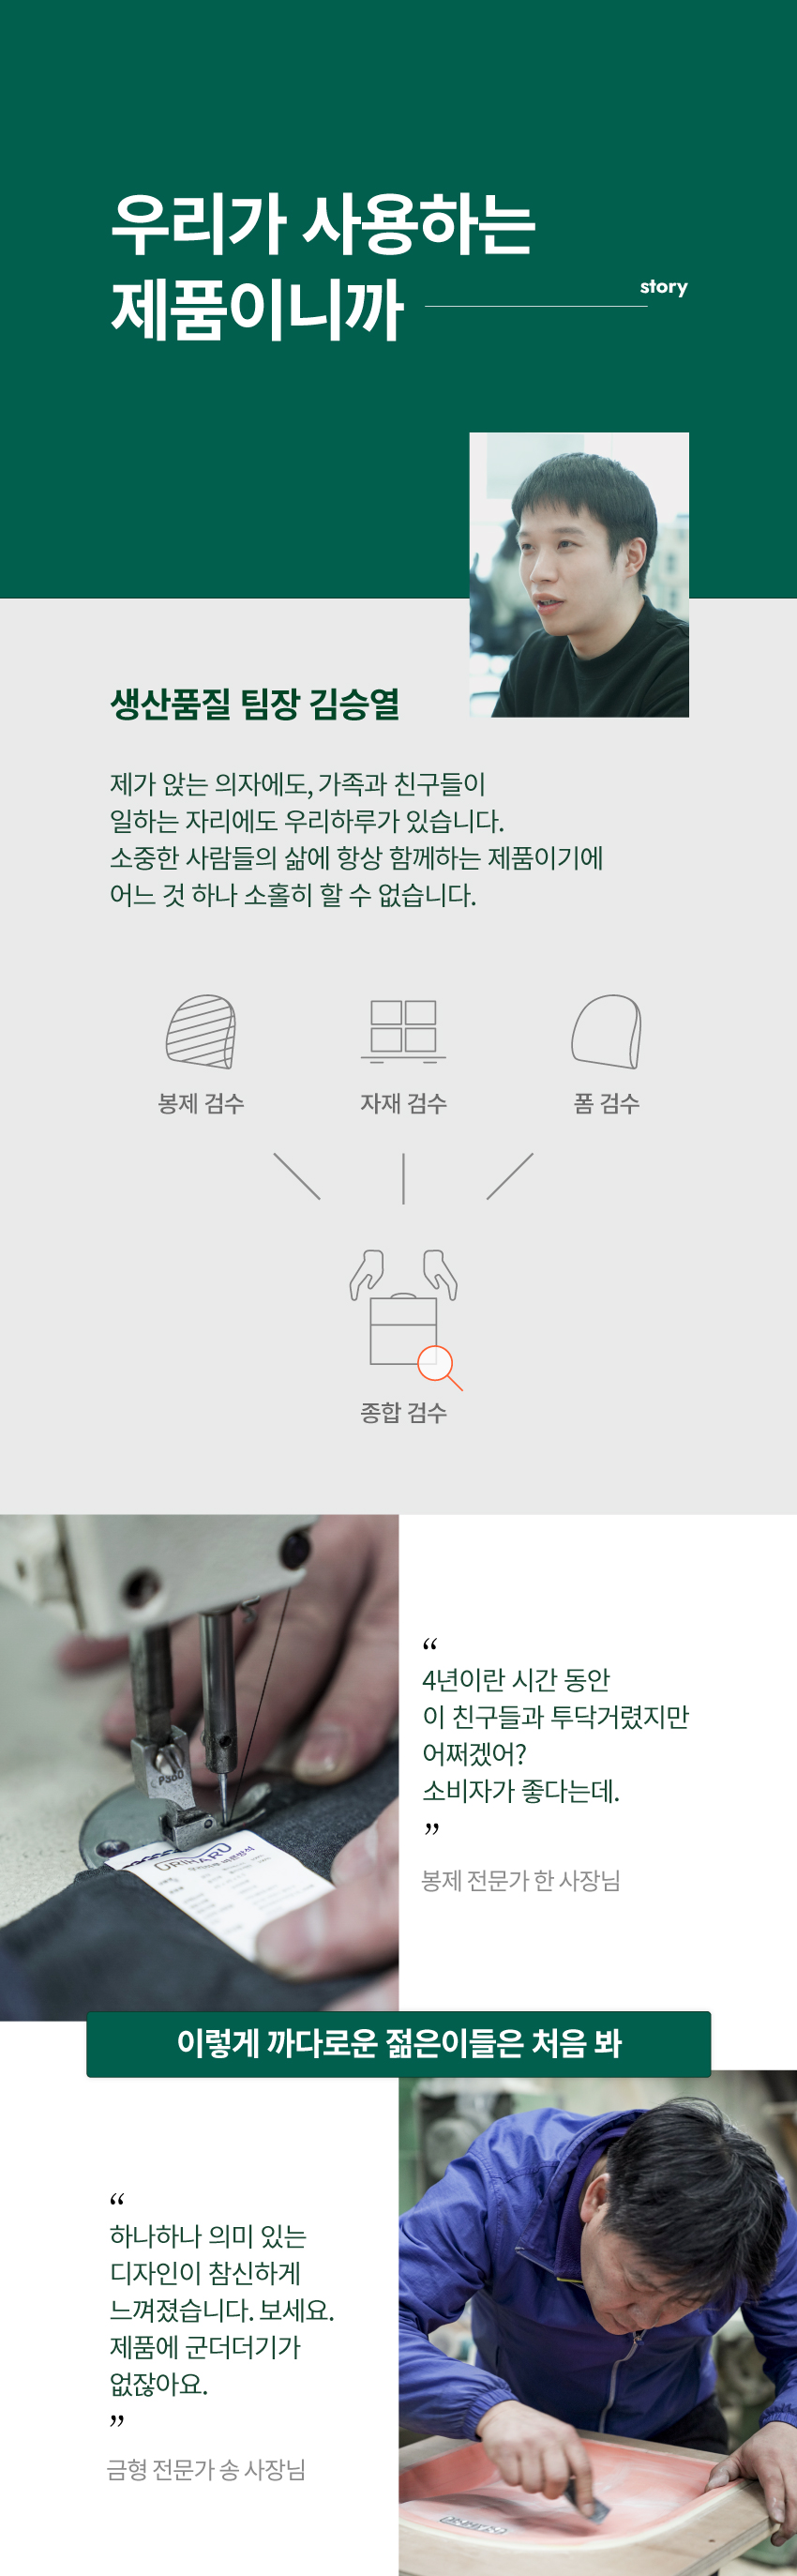 우리가 사용하는
제품이니까
story
생산품질 팀장 김승열
제가 앉는 의자에도, 가족과 친구들이
일하는 자리에도 우리하루가 있습니다.
소중한 사람들의 삶에 항상 함께하는 제품이기에
어느 것 하나 소홀히 할 수 없습니다.
봉제 검수
자재 검수
폼 검수
종합 검수
P360
URIHARU
“
4년이란 시간 동안
이 친구들과 투닥거렸지만
어쩌겠어?
소비자가 좋다는데.
”
봉제 전문가 한 사장님
이렇게 까다로운 젊은이들은 처음 봐
“
하나하나 의미 있는
디자인이 참신하게
느껴졌습니다. 보세요.
제품에 군더더기가
없잖아요.
”
금형 전문가 송 사장님